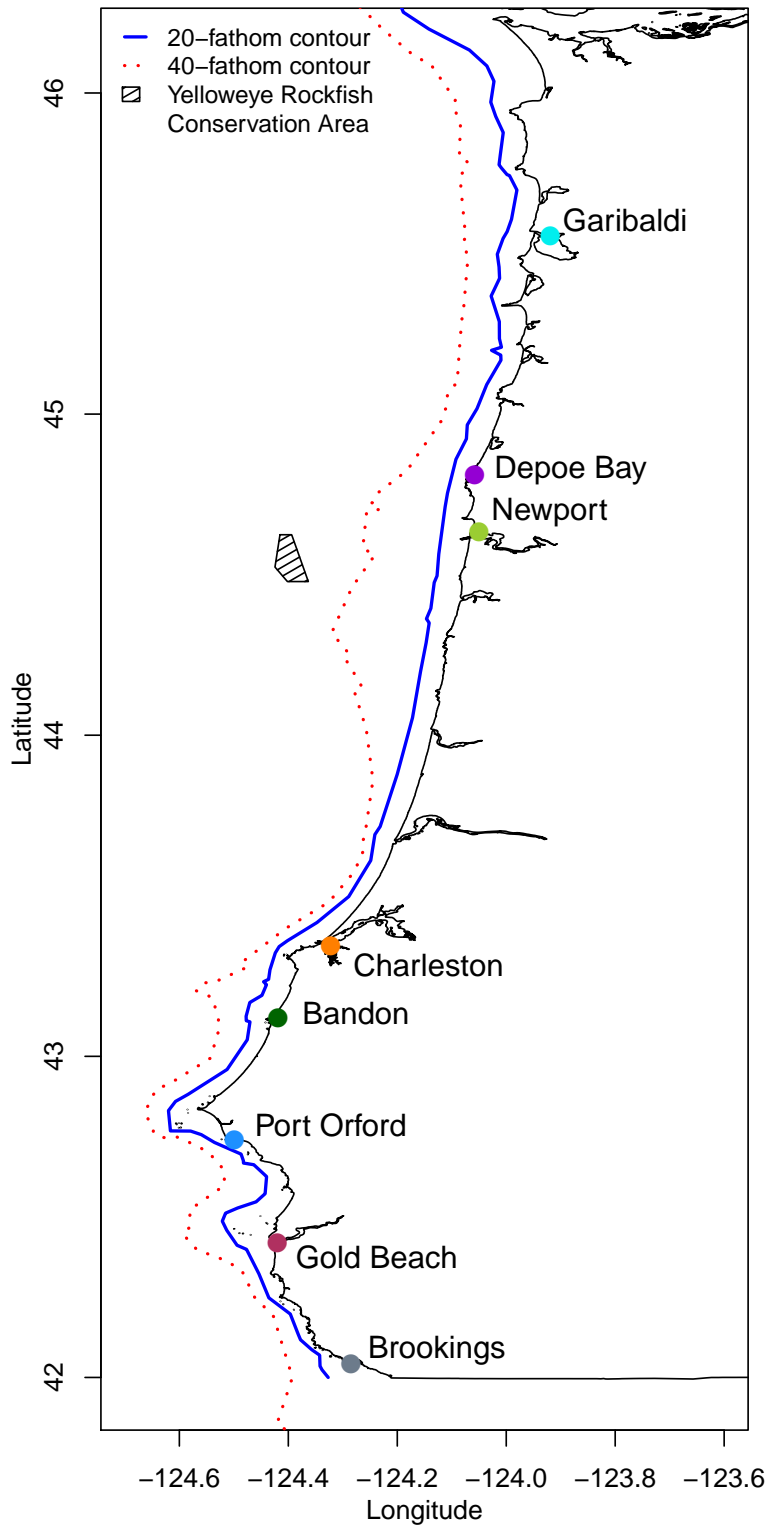 20−fathom contour
40−fathom contour
Yelloweye Rockfish
Conservation Area
46
Garibaldi
45
Depoe Bay
Newport
Latitude
44
Charleston
Bandon
43
Port Orford
Gold Beach
Brookings
42
−124.6 −124.4 −124.2 −124.0 −123.8 −123.6
Longitude